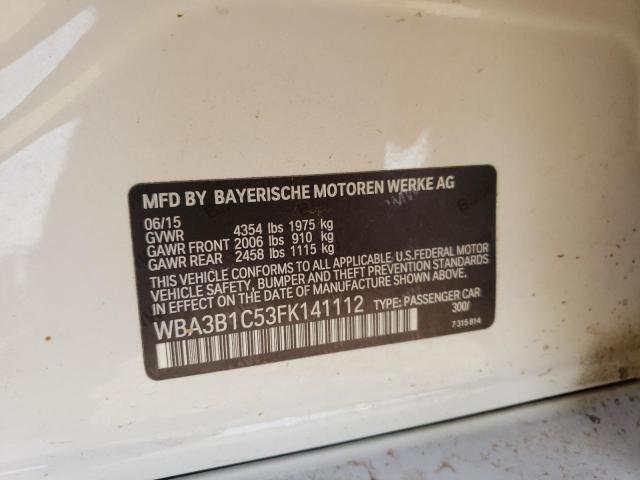 MFD BY BAYERISCHE MOTOREN WERKE AG
06/15
GVWR 4354 lbs 1975 kg
GAWR FRONT 2006 lbs 910 kg
GAWR REAR 2458 lbs 1115 kg
THIS VEHICLE CONFORMS TO ALL APPLICABLE U.S. FEDERAL MOTOR
VEHICLE SAFETY, BUMPER AND THEFT PREVENTION STANDARDS
IN EFFECT ON THE DATE OF MANUFACTURE SHOWN ABOVE.
WBA3B1C53FK141112 TYPE: PASSENGER CAR
300/
7 315 814